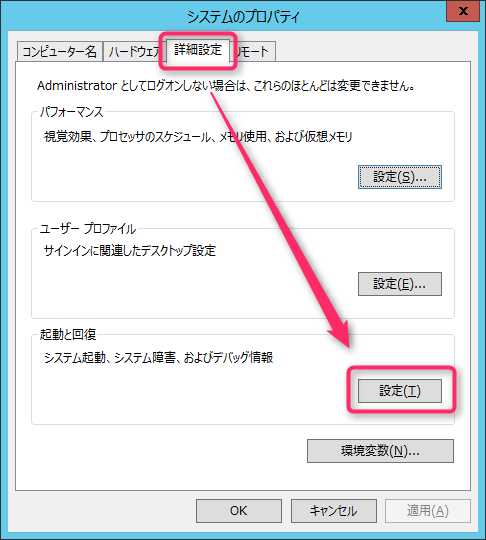 システムのプロパティ
x
コンピューター名 ハードウェア 詳細設定 リモート
Administrator としてログオンしない場合は、これらのほとんどは変更できません。
パフォーマンス
視覚効果、プロセッサのスケジュール、メモリ使用、および仮想メモリ
設定(S)...
ユーザー プロファイル
サインインに関連したデスクトップ設定
設定(E)...
起動と回復
システム起動、システム障害、およびデバッグ情報
設定(T)
環境変数(N)...
OK キャンセル 適用(A)